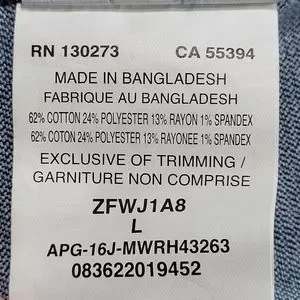 RN 130273 CA 55394
MADE IN BANGLADESH
FABRIQUE AU BANGLADESH
62% COTTON 24% POLYESTER 13% RAYON 1% SPANDEX
62% COTON 24% POLYESTER 13% RAYONEE 1% SPANDEX
EXCLUSIVE OF TRIMMING /
GARNITURE NON COMPRISE
ZFWJ1A8
L
APG-16J-MWRH43263
083622019452